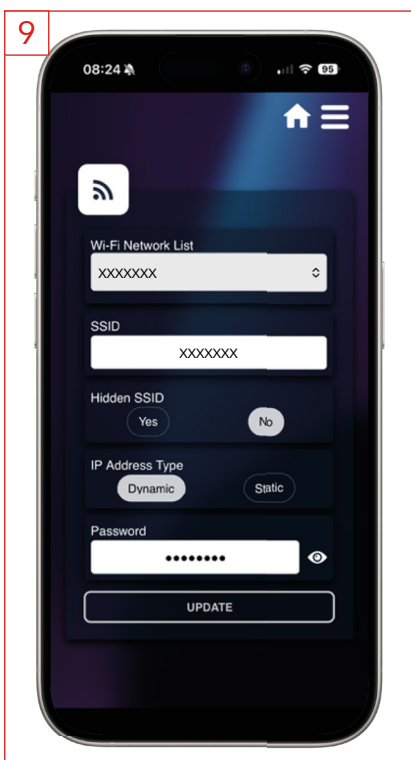 9
08:24
95
Wi-Fi Network List
XXXXXXX
SSID
XXXXXXX
Hidden SSID
Yes No
IP Address Type
Dynamic Static
Password
••••••••
UPDATE